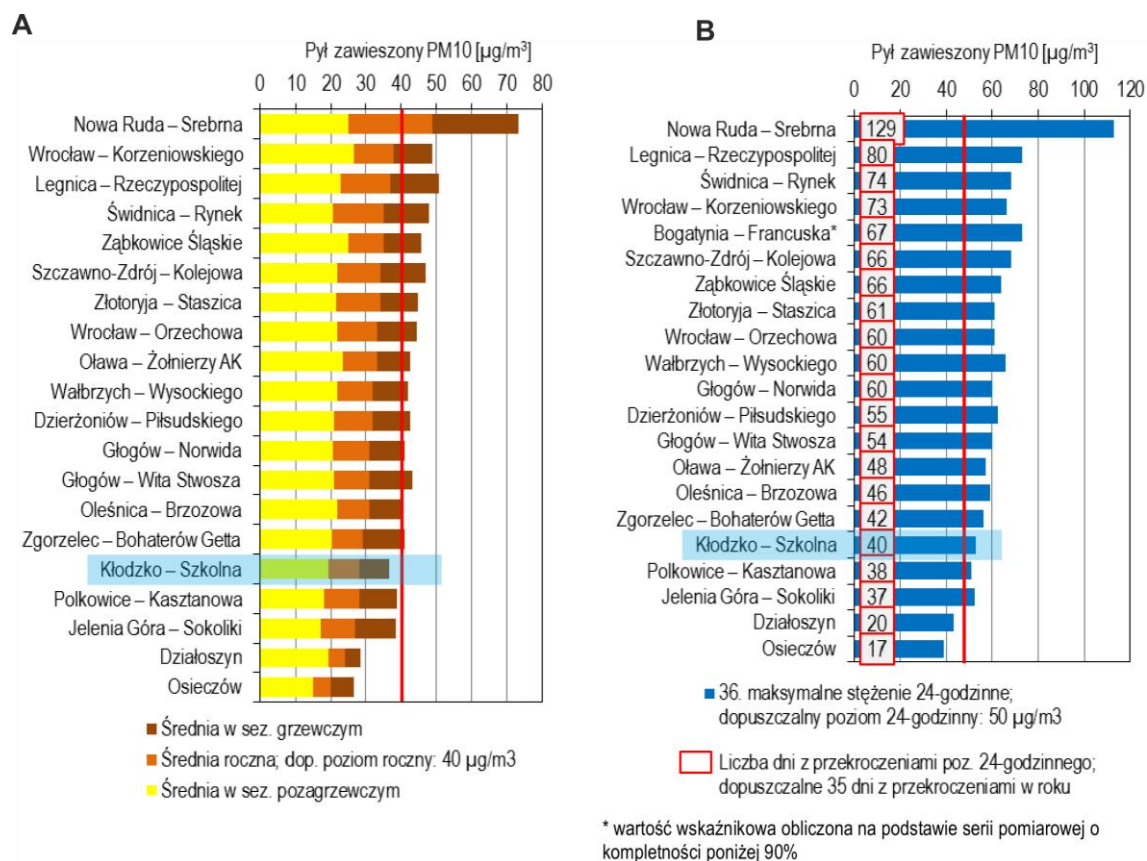 A
Pył zawieszony PM10 [µg/m³]
0 10 20 30 40 50 60 70 80
Nowa Ruda – Srebrna
Wrocław – Korzeniowskiego
Legnica – Rzeczypospolitej
Świdnica – Rynek
Ząbkowice Śląskie
Szczawno-Zdrój – Kolejowa
Złotoryja – Staszica
Wrocław – Orzechowa
Oława – Żołnierzy AK
Wałbrzych – Wysockiego
Dzierżoniów – Piłsudskiego
Głogów – Norwida
Głogów – Wita Stwosza
Oleśnica – Brzozowa
Zgorzelec – Bohaterów Getta
Kłodzko – Szkolna
Polkowice – Kasztanowa
Jelenia Góra – Sokoliki
Działoszyn
Osieczów
Średnia w sez. grzewczym
Średnia roczna; dop. poziom roczny: 40 µg/m3
Średnia w sez. pozagrzewczym
B
Pył zawieszony PM10 [µg/m³]
0 20 40 60 80 100 120
Nowa Ruda – Srebrna 129
Legnica – Rzeczypospolitej 80
Świdnica – Rynek 74
Wrocław – Korzeniowskiego 73
Bogatynia – Francuska* 67
Szczawno-Zdrój – Kolejowa 66
Ząbkowice Śląskie 66
Złotoryja – Staszica 61
Wrocław – Orzechowa 60
Wałbrzych – Wysockiego 60
Głogów – Norwida 60
Dzierżoniów – Piłsudskiego 55
Głogów – Wita Stwosza 54
Oława – Żołnierzy AK 48
Oleśnica – Brzozowa 46
Zgorzelec – Bohaterów Getta 42
Kłodzko – Szkolna 40
Polkowice – Kasztanowa 38
Jelenia Góra – Sokoliki 37
Działoszyn 20
Osieczów 17
36. maksymalne stężenie 24-godzinne;
dopuszczalny poziom 24-godzinny: 50 µg/m3
Liczba dni z przekroczeniami poz. 24-godzinnego;
dopuszczalne 35 dni z przekroczeniami w roku
* wartość wskaźnikowa obliczona na podstawie serii pomiarowej o
kompletności poniżej 90%